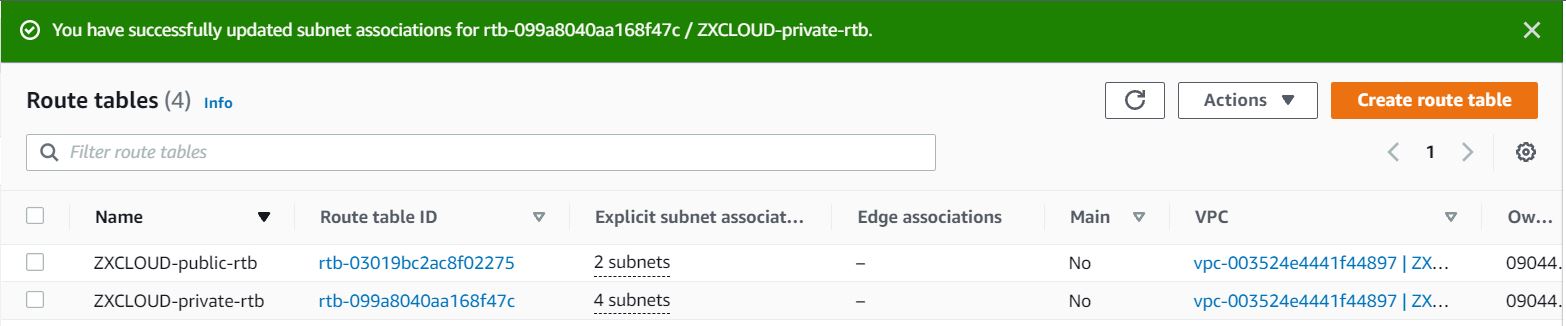 You have successfully updated subnet associations for rtb-099a8040aa168f47c / ZXCLOUD-private-rtb.
Route tables (4) Info Actions Create route table
Filter route tables 1
Name Route table ID Explicit subnet associat... Edge associations Main VPC Ow...
ZXCLOUD-public-rtb rtb-03019bc2ac8f02275 2 subnets – No vpc-003524e4441f44897 | ZX... 09044.
ZXCLOUD-private-rtb rtb-099a8040aa168f47c 4 subnets – No vpc-003524e4441f44897 | ZX... 09044.